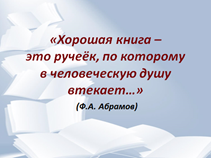 «Хорошая книга –
это ручеёк, по которому
в человеческую душу
втекает…»
(Ф.А. Абрамов)